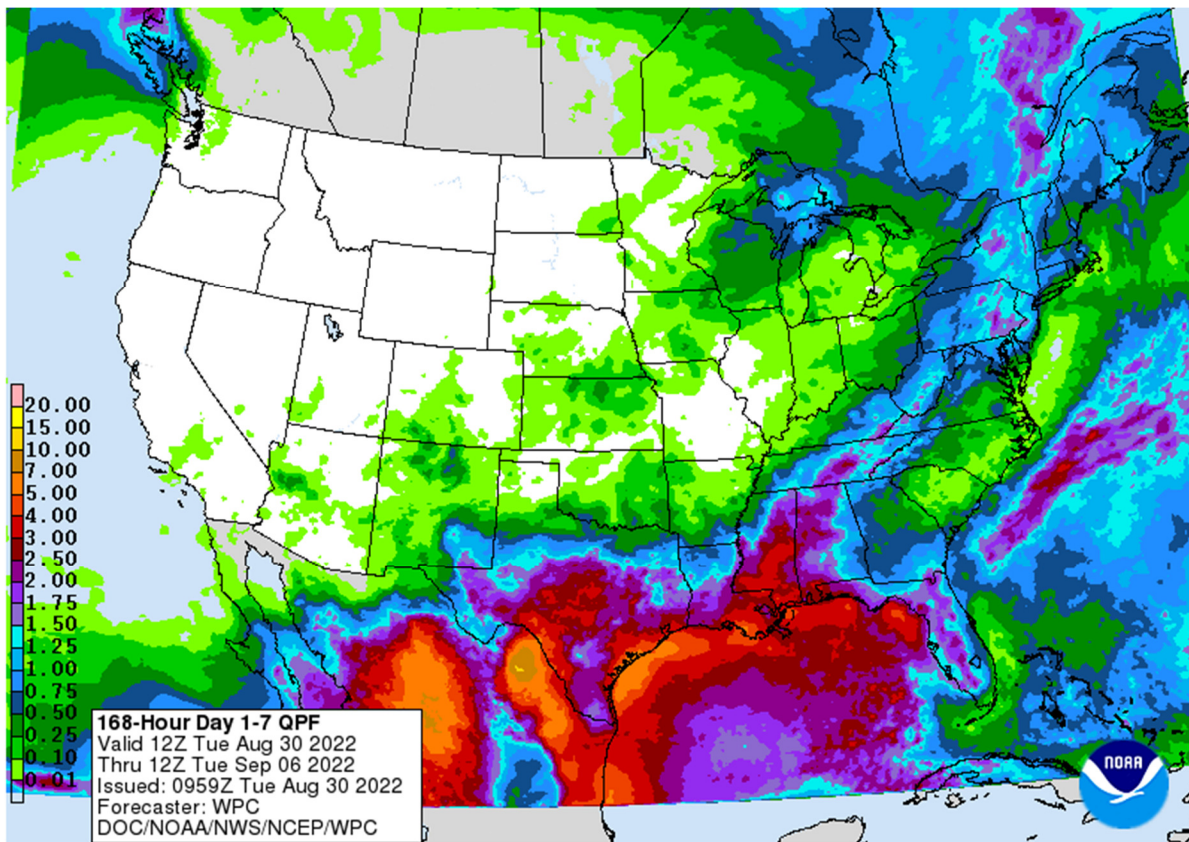 20.00
15.00
10.00
7.00
5.00
4.00
3.00
2.50
2.00
1.75
1.50
1.25
1.00
0.75
0.50
0.25
0.10
0.01
168-Hour Day 1-7 QPF
Valid 12Z Tue Aug 30 2022
Thru 12Z Tue Sep 06 2022
Issued: 0959Z Tue Aug 30 2022
Forecaster: WPC
DOC/NOAA/NWS/NCEP/WPC
NOAA